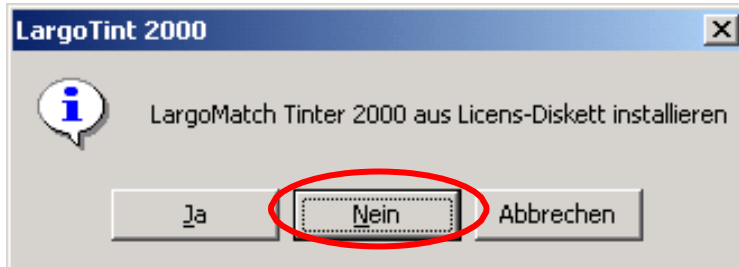 LargoTint 2000
LargoMatch Tinter 2000 aus Licens-Diskett installieren
Ja Nein Abbrechen